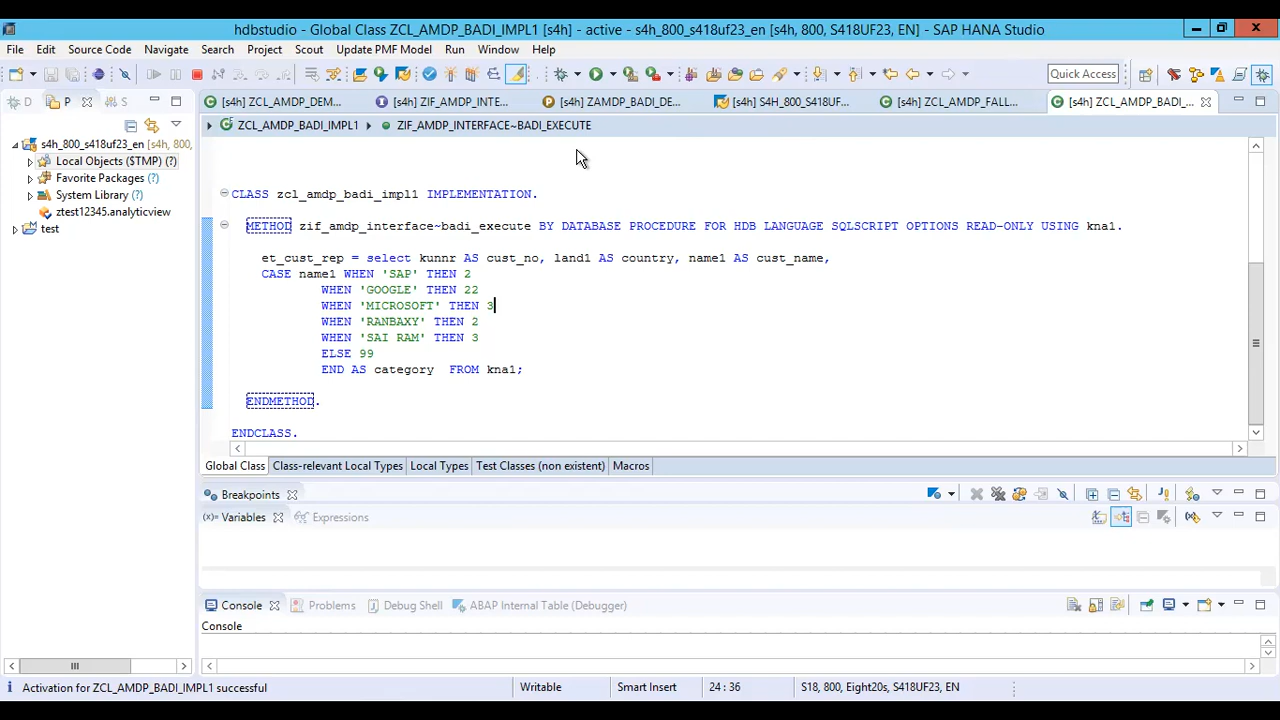 hdbstudio - Global Class ZCL_AMDP_BADI_IMPL1 [s4h] - active - s4h_800_s418uf23_en [s4h, 800, S418UF23, EN] - SAP HANA Studio
File Edit Source Code Navigate Search Project Scout Update PMF Model Run Window Help
Quick Access
D P S
[s4h] ZCL_AMDP_DEM... [s4h] ZIF_AMDP_INTE... [s4h] ZAMDP_BADI_DE... [s4h] S4H_800_S418UF... [s4h] ZCL_AMDP_FALL... [s4h] ZCL_AMDP_BADI_...
ZCL_AMDP_BADI_IMPL1 ZIF_AMDP_INTERFACE~BADI_EXECUTE
s4h_800_s418uf23_en [s4h, 800,
Local Objects ($TMP) (?)
Favorite Packages (?)
System Library (?)
ztest12345.analyticview
test
CLASS zcl_amdp_badi_impl1 IMPLEMENTATION.
METHOD zif_amdp_interface~badi_execute BY DATABASE PROCEDURE FOR HDB LANGUAGE SQLSCRIPT OPTIONS READ-ONLY USING kna1.
et_cust_rep = select kunnr AS cust_no, land1 AS country, name1 AS cust_name,
CASE name1 WHEN 'SAP' THEN 2
WHEN 'GOOGLE' THEN 22
WHEN 'MICROSOFT' THEN 3
WHEN 'RANBAXY' THEN 2
WHEN 'SAI RAM' THEN 3
ELSE 99
END AS category FROM kna1;
ENDMETHOD.
ENDCLASS.
Global Class Class-relevant Local Types Local Types Test Classes (non existent) Macros
Breakpoints
(x)= Variables Expressions
Console Problems Debug Shell ABAP Internal Table (Debugger)
Console
Activation for ZCL_AMDP_BADI_IMPL1 successful Writable Smart Insert 24 : 36 S18, 800, Eight20s, S418UF23, EN